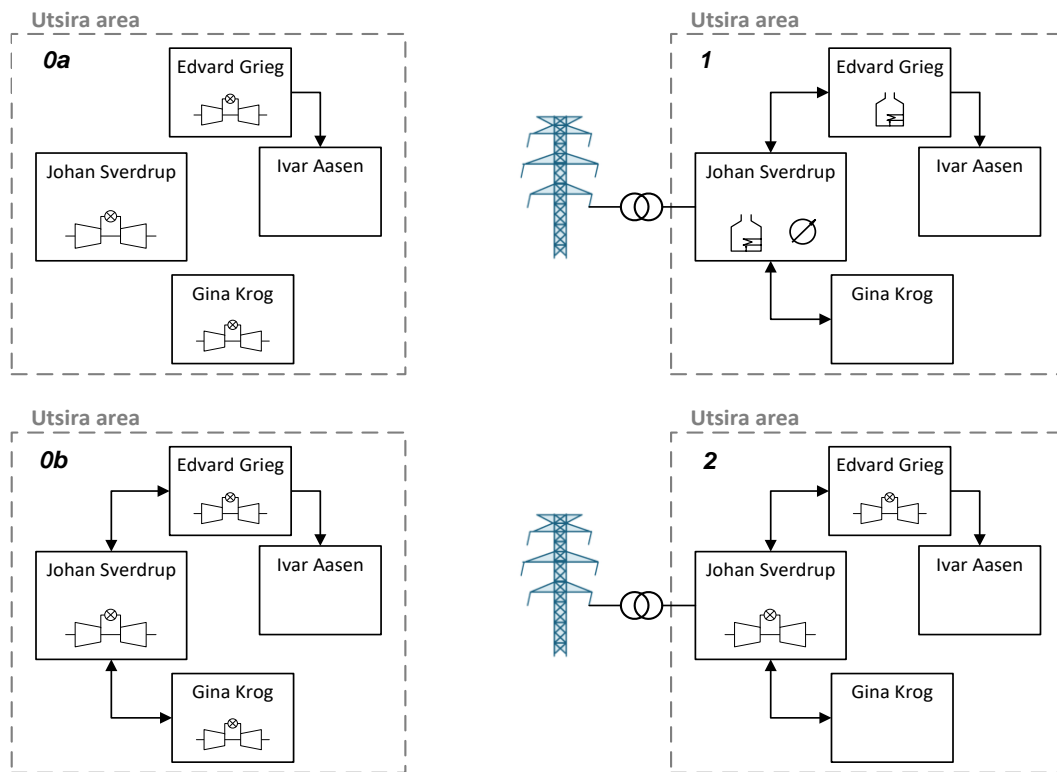 Utsira area
0a
Edvard Grieg
Johan Sverdrup
Ivar Aasen
Gina Krog
Utsira area
1
Edvard Grieg
Johan Sverdrup
Ivar Aasen
Gina Krog
Utsira area
0b
Edvard Grieg
Johan Sverdrup
Ivar Aasen
Gina Krog
Utsira area
2
Edvard Grieg
Johan Sverdrup
Ivar Aasen
Gina Krog